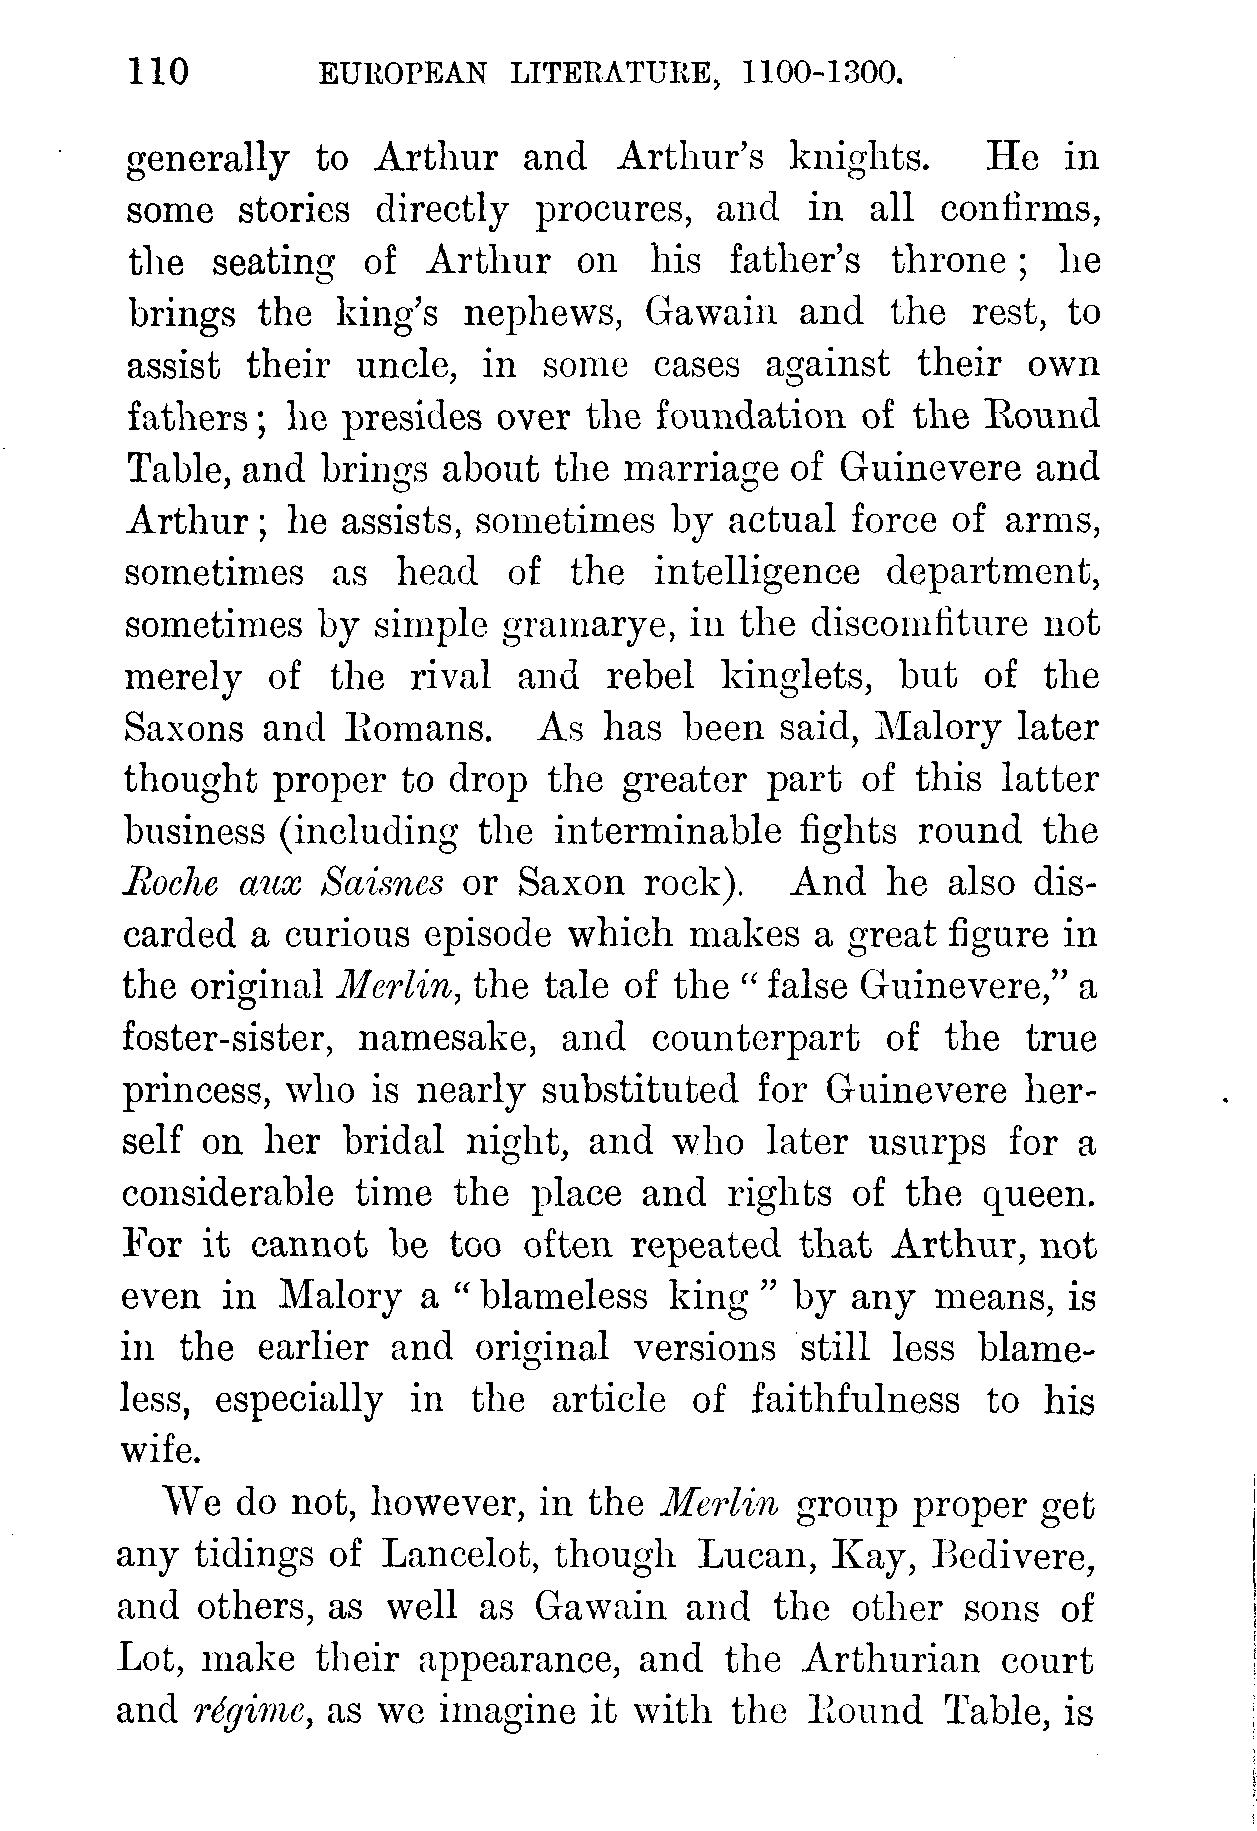 110 EUROPEAN LITERATURE, 1100-1300.
generally to Arthur and Arthur's knights. He in
some stories directly procures, and in all confirms,
the seating of Arthur on his father's throne ; he
brings the king's nephews, Gawain and the rest, to
assist their uncle, in some cases against their own
fathers ; he presides over the foundation of the Round
Table, and brings about the marriage of Guinevere and
Arthur ; he assists, sometimes by actual force of arms,
sometimes as head of the intelligence department,
sometimes by simple gramarye, in the discomfiture not
merely of the rival and rebel kinglets, but of the
Saxons and Romans. As has been said, Malory later
thought proper to drop the greater part of this latter
business (including the interminable fights round the
Roche aux Saisnes or Saxon rock). And he also dis-
carded a curious episode which makes a great figure in
the original Merlin, the tale of the “ false Guinevere,” a
foster-sister, namesake, and counterpart of the true
princess, who is nearly substituted for Guinevere her-
self on her bridal night, and who later usurps for a
considerable time the place and rights of the queen.
For it cannot be too often repeated that Arthur, not
even in Malory a “ blameless king ” by any means, is
in the earlier and original versions still less blame-
less, especially in the article of faithfulness to his
wife.
We do not, however, in the Merlin group proper get
any tidings of Lancelot, though Lucan, Kay, Bedivere,
and others, as well as Gawain and the other sons of
Lot, make their appearance, and the Arthurian court
and régime, as we imagine it with the Round Table, is